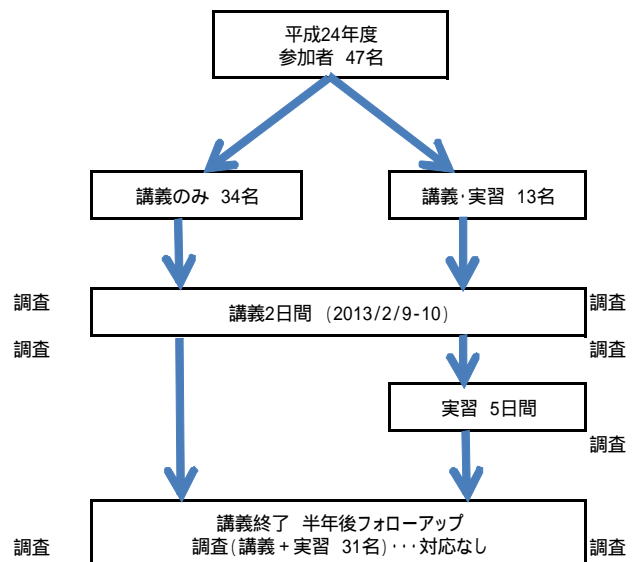 平成24年度
参加者 47名
講義のみ 34名
講義・実習 13名
調査
講義2日間 (2013/2/9-10)
調査
調査
調査
実習 5日間
調査
講義終了 半年後フォローアップ
調査
調査(講義+実習 31名)・・・対応なし
調査